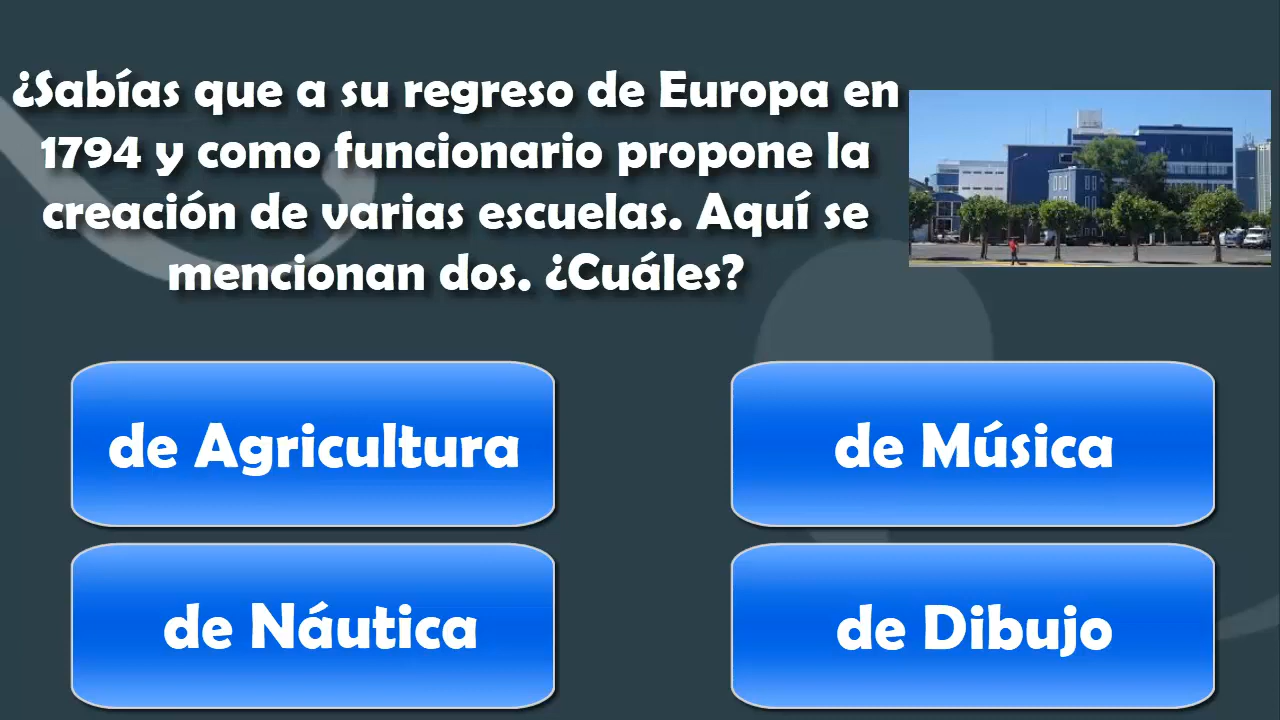 ¿Sabías que a su regreso de Europa en
1794 y como funcionario propone la
creación de varias escuelas. Aquí se
mencionan dos. ¿Cuáles?
de Agricultura
de Música
de Náutica
de Dibujo